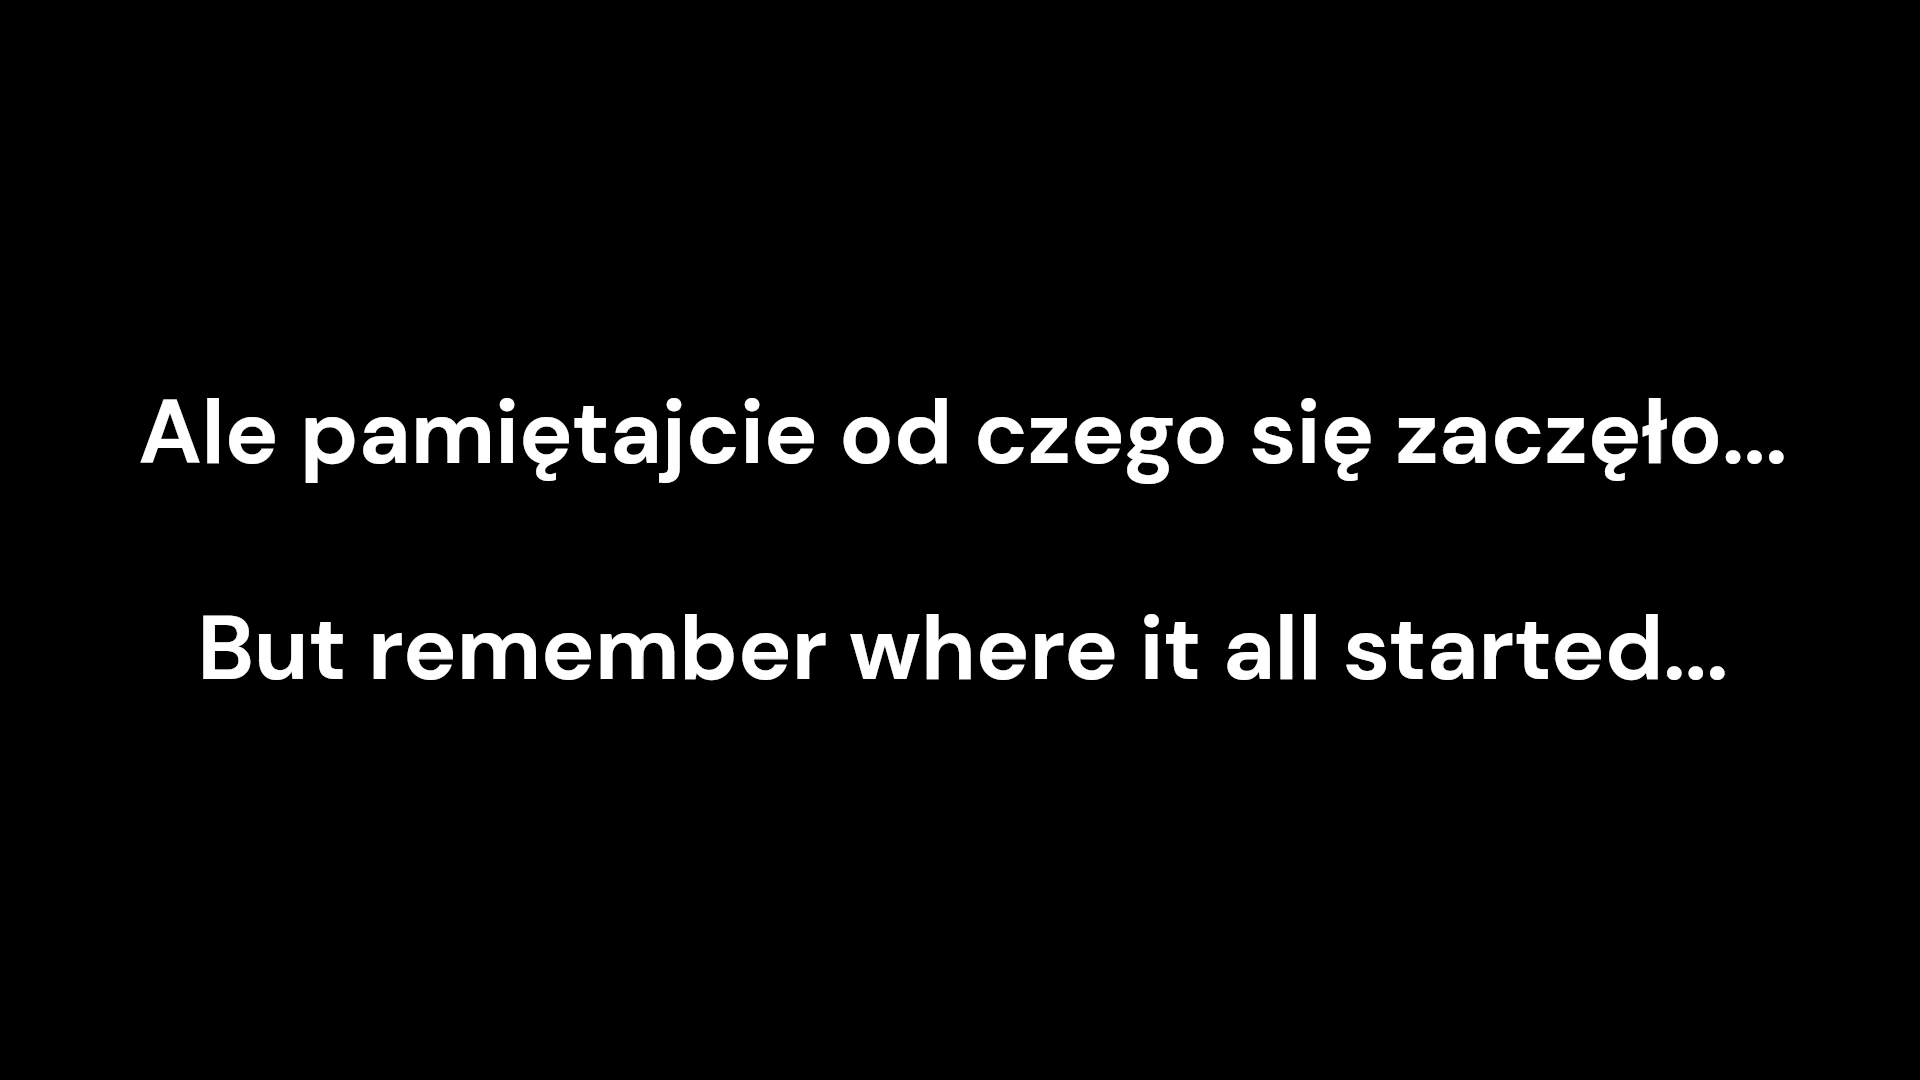 Ale pamiętajcie od czego się zaczęło...
But remember where it all started...